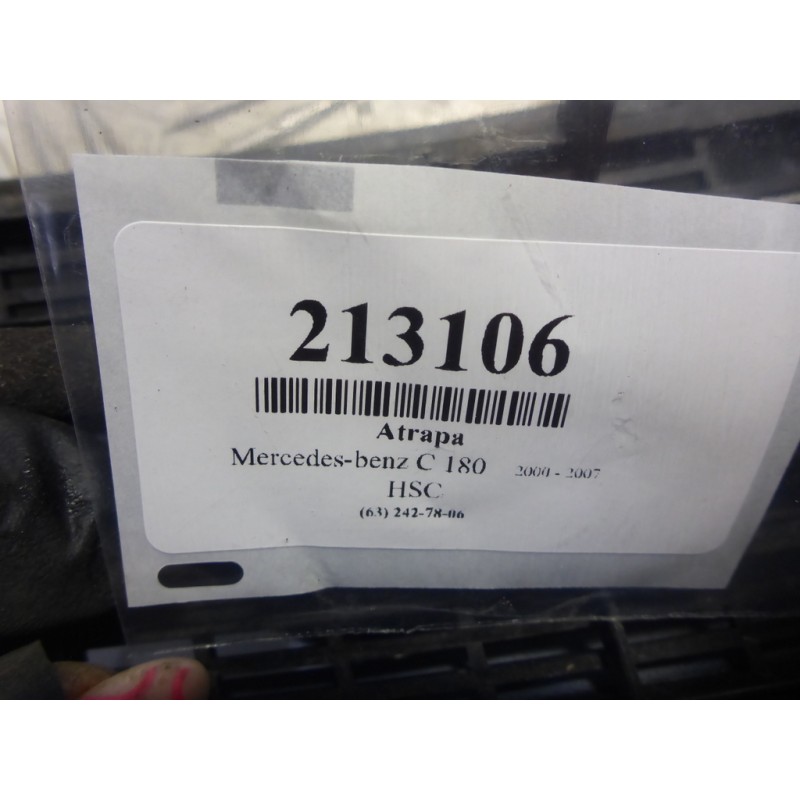 213106
Atrapa
Mercedes-benz C 180 2000 - 2007
HSC
(63) 242-78-06